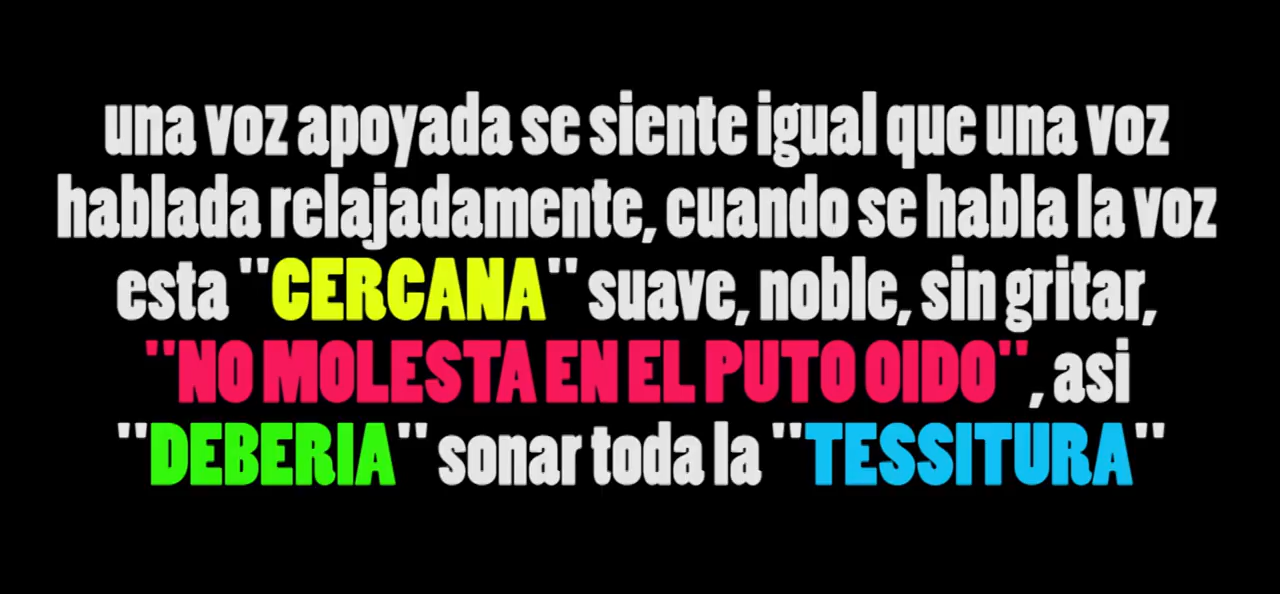 una voz apoyada se siente igual que una voz
hablada relajadamente, cuando se habla la voz
esta "CERCANA" suave, noble, sin gritar,
"NO MOLESTA EN EL PUTO OIDO", asi
"DEBERIA" sonar toda la "TESSITURA"